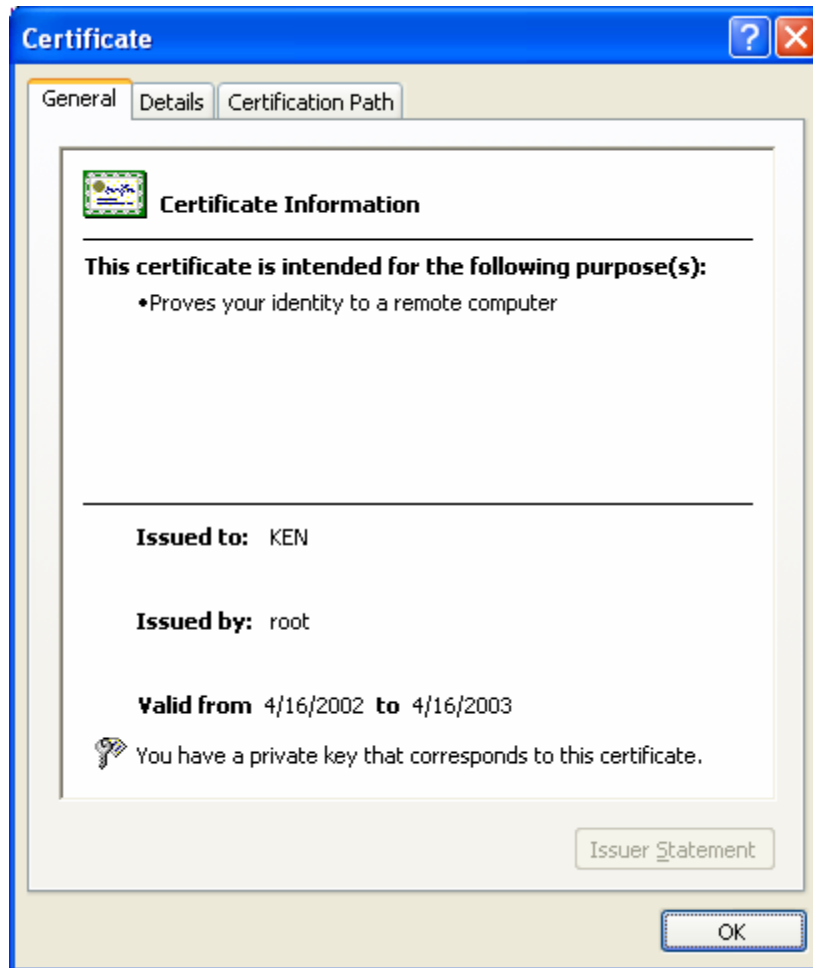 Certificate
General Details Certification Path
Certificate Information
This certificate is intended for the following purpose(s):
•Proves your identity to a remote computer
Issued to: KEN
Issued by: root
Valid from 4/16/2002 to 4/16/2003
You have a private key that corresponds to this certificate.
Issuer Statement
OK